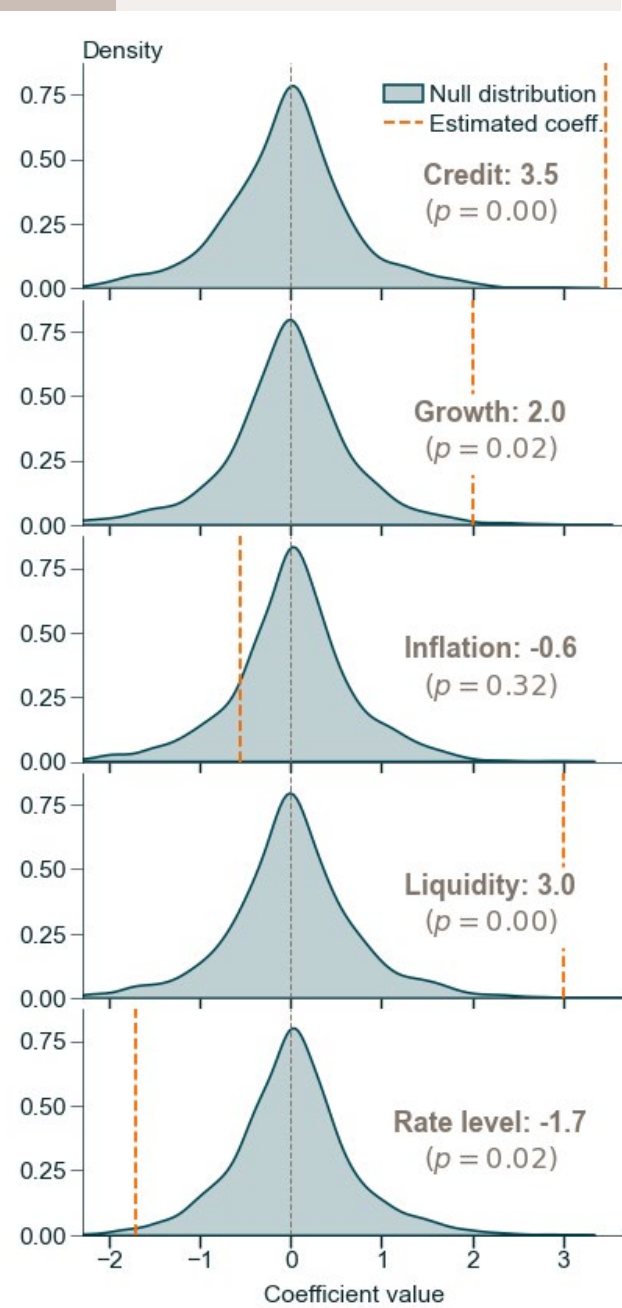 Density
0.75
0.50
0.25
0.00
Null distribution
Estimated coeff.
Credit: 3.5
(p = 0.00)
0.75
0.50
0.25
0.00
Growth: 2.0
(p = 0.02)
0.75
0.50
0.25
0.00
Inflation: -0.6
(p = 0.32)
0.75
0.50
0.25
0.00
Liquidity: 3.0
(p = 0.00)
0.75
0.50
0.25
0.00
Rate level: -1.7
(p = 0.02)
−2 −1 0 1 2 3
Coefficient value